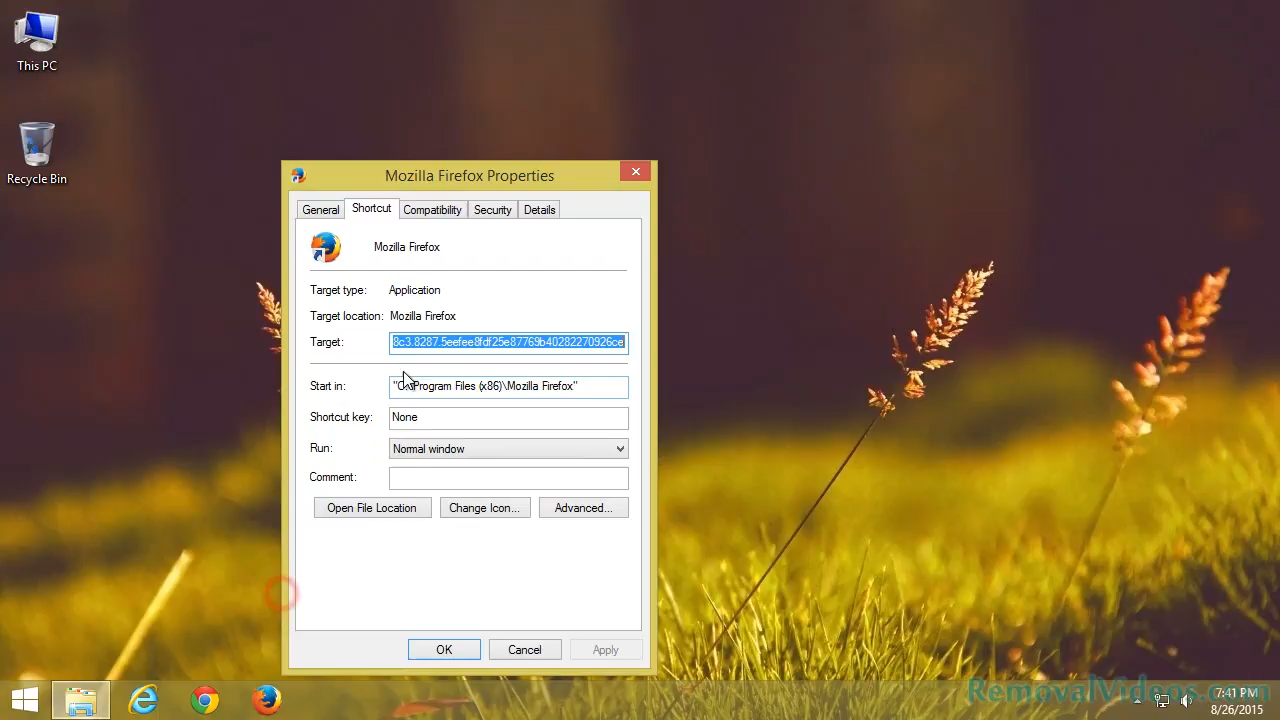 This PC
Recycle Bin
Mozilla Firefox Properties
General Shortcut Compatibility Security Details
Mozilla Firefox
Target type: Application
Target location: Mozilla Firefox
Target: 8c3.8287.5eefee8fdf25e87769b40282270926ce
Start in: "C:\Program Files (x86)\Mozilla Firefox"
Shortcut key: None
Run: Normal window
Comment:
Open File Location Change Icon... Advanced...
OK Cancel Apply
RemovalVideos.com
7:41 PM
8/26/2015